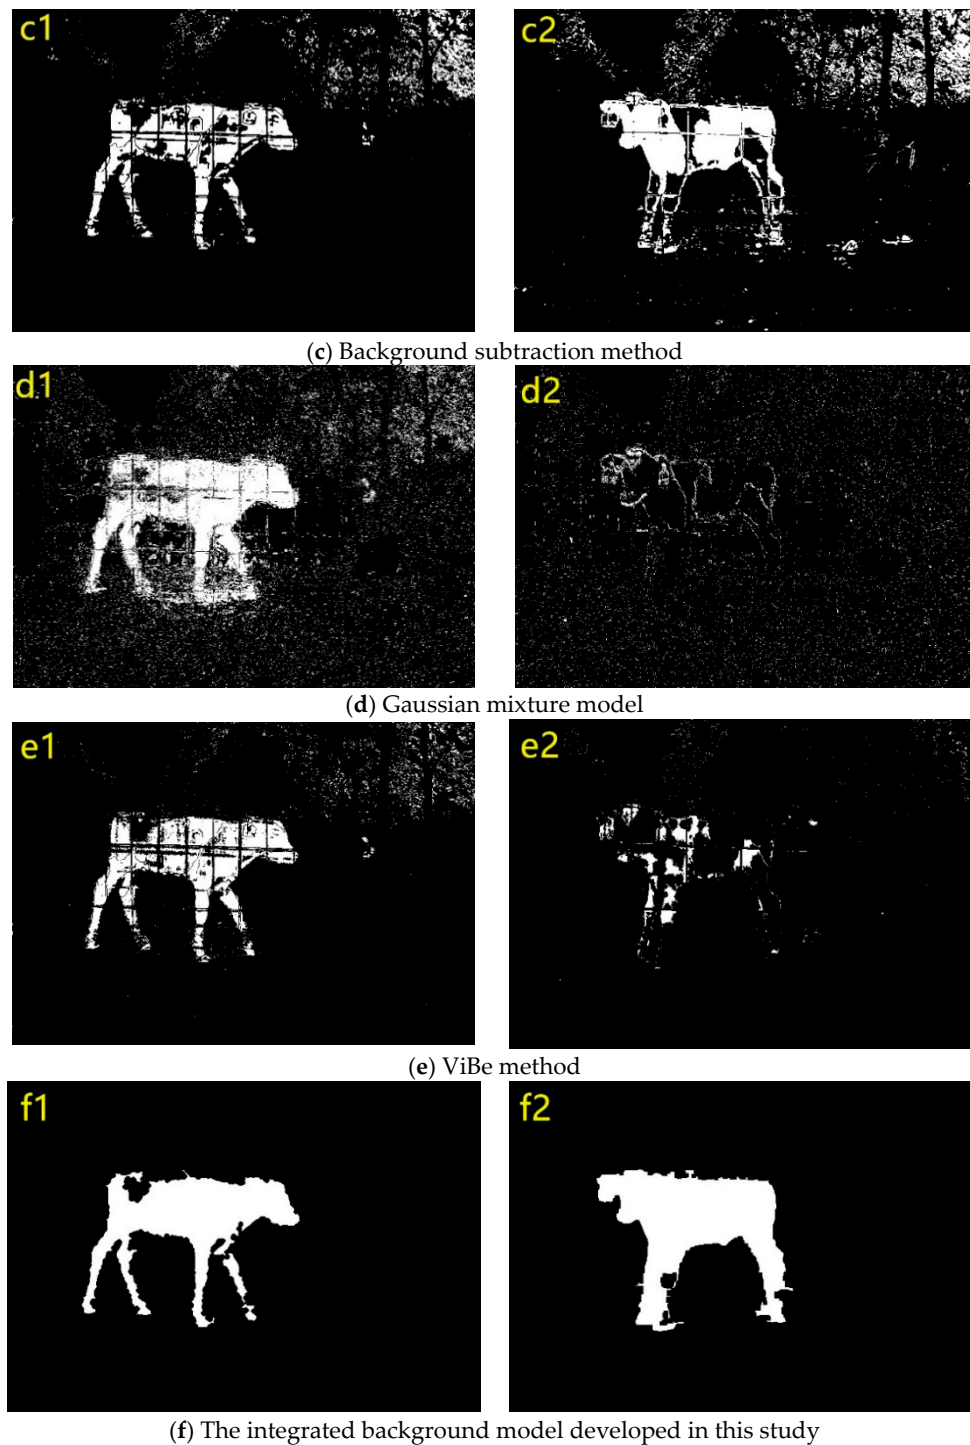 c1
c2
(c) Background subtraction method
d1
d2
(d) Gaussian mixture model
e1
e2
(e) ViBe method
f1
f2
(f) The integrated background model developed in this study